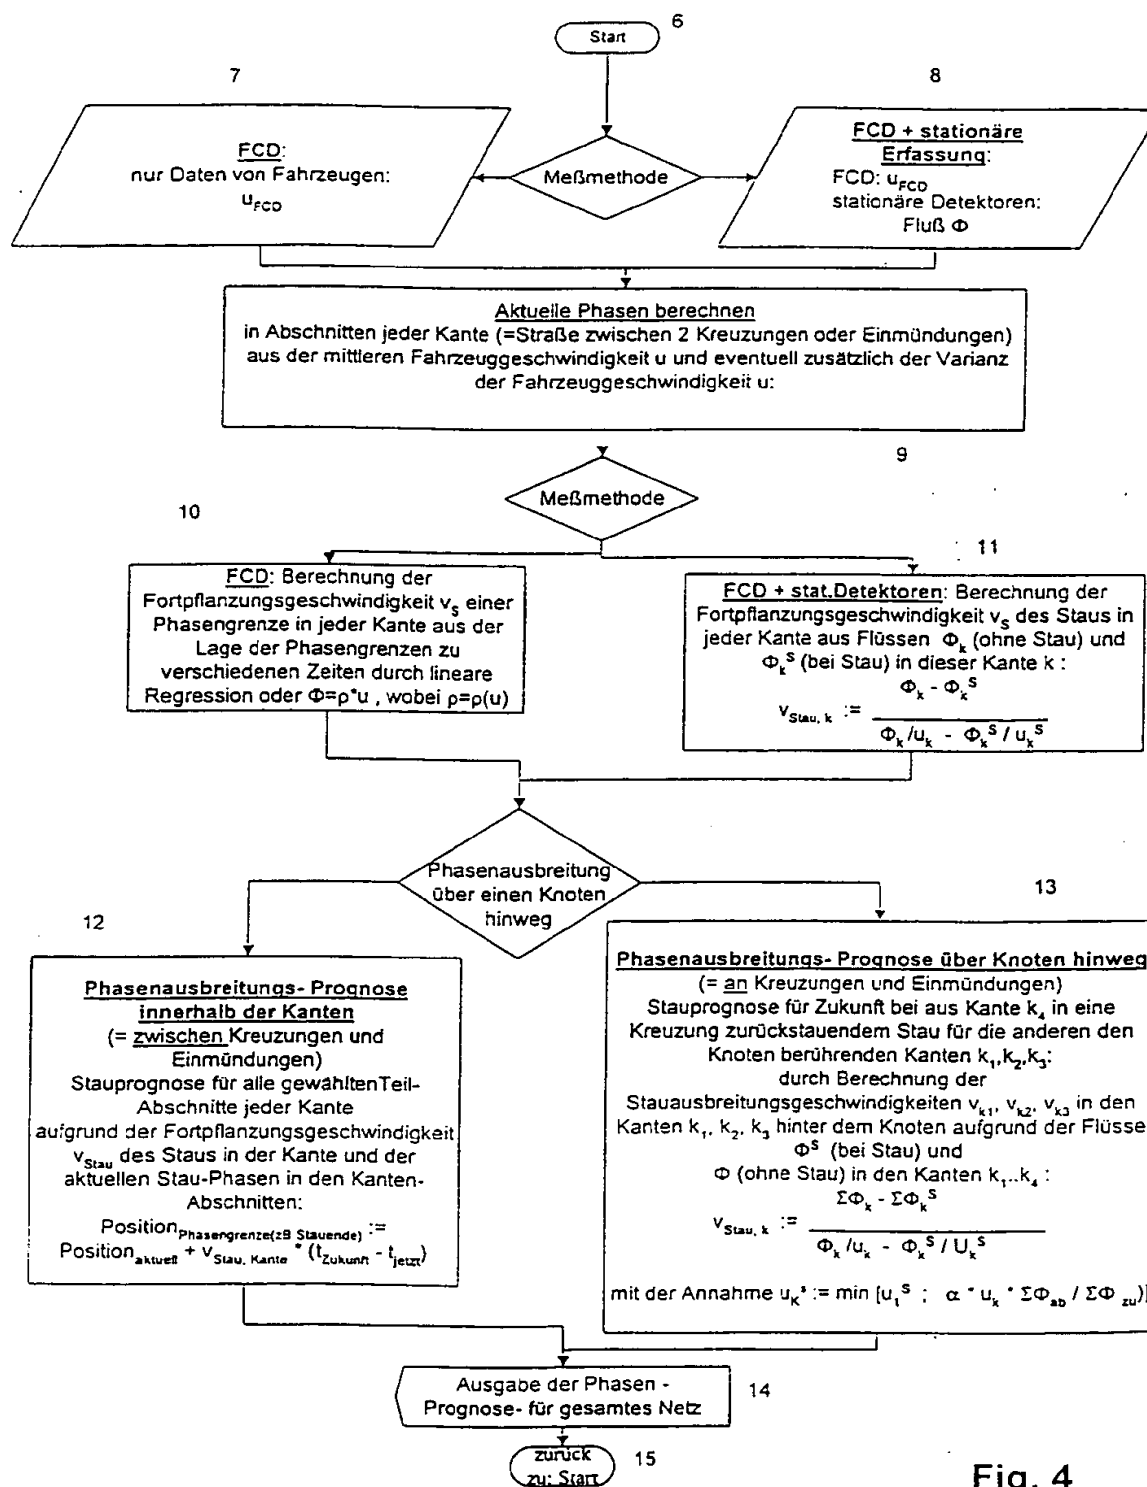 6
Start
7
8
FCD:
nur Daten von Fahrzeugen:
u_FCD
Meßmethode
FCD + stationäre
Erfassung:
FCD: u_FCD
stationäre Detektoren:
Fluß Φ
Aktuelle Phasen berechnen
in Abschnitten jeder Kante (=Straße zwischen 2 Kreuzungen oder Einmündungen)
aus der mittleren Fahrzeuggeschwindigkeit u und eventuell zusätzlich der Varianz
der Fahrzeuggeschwindigkeit u:
9
Meßmethode
10
11
FCD: Berechnung der
Fortpflanzungsgeschwindigkeit v_S einer
Phasengrenze in jeder Kante aus der
Lage der Phasengrenzen zu
verschiedenen Zeiten durch lineare
Regression oder Φ=ρ*u , wobei ρ=ρ(u)
FCD + stat.Detektoren: Berechnung der
Fortpflanzungsgeschwindigkeit v_S des Staus in
jeder Kante aus Flüssen Φ_k (ohne Stau) und
Φ_k^S (bei Stau) in dieser Kante k :
Φ_k - Φ_k^S
v_Stau, k :=
Φ_k /u_k - Φ_k^S / u_k^S
Phasenausbreitung
über einen Knoten
hinweg
12
13
Phasenausbreitungs- Prognose
innerhalb der Kanten
(= zwischen Kreuzungen und
Einmündungen)
Stauprognose für alle gewählten Teil-
Abschnitte jeder Kante
aufgrund der Fortpflanzungsgeschwindigkeit
v_Stau des Staus in der Kante und der
aktuellen Stau-Phasen in den Kanten-
Abschnitten:
Position_Phasengrenze(zB Stauende) :=
Position_aktuell + v_Stau, Kante * (t_Zukunft - t_jetzt)
Phasenausbreitungs- Prognose über Knoten hinweg
(= an Kreuzungen und Einmündungen)
Stauprognose für Zukunft bei aus Kante k_4 in eine
Kreuzung zurückstauendem Stau für die anderen den
Knoten berührenden Kanten k_1,k_2,k_3:
durch Berechnung der
Stauausbreitungsgeschwindigkeiten v_k1, v_k2, v_k3 in den
Kanten k_1, k_2, k_3 hinter dem Knoten aufgrund der Flüsse
Φ^S (bei Stau) und
Φ (ohne Stau) in den Kanten k_1..k_4 :
ΣΦ_k - ΣΦ_k^S
v_Stau, k :=
Φ_k /u_k - Φ_k^S / U_k^S
mit der Annahme u_K^s := min [u_t^S ; α * u_k * ΣΦ_ab / ΣΦ_zu)]
Ausgabe der Phasen -
Prognose- für gesamtes Netz
14
zurück
zu: Start
15
Fig. 4